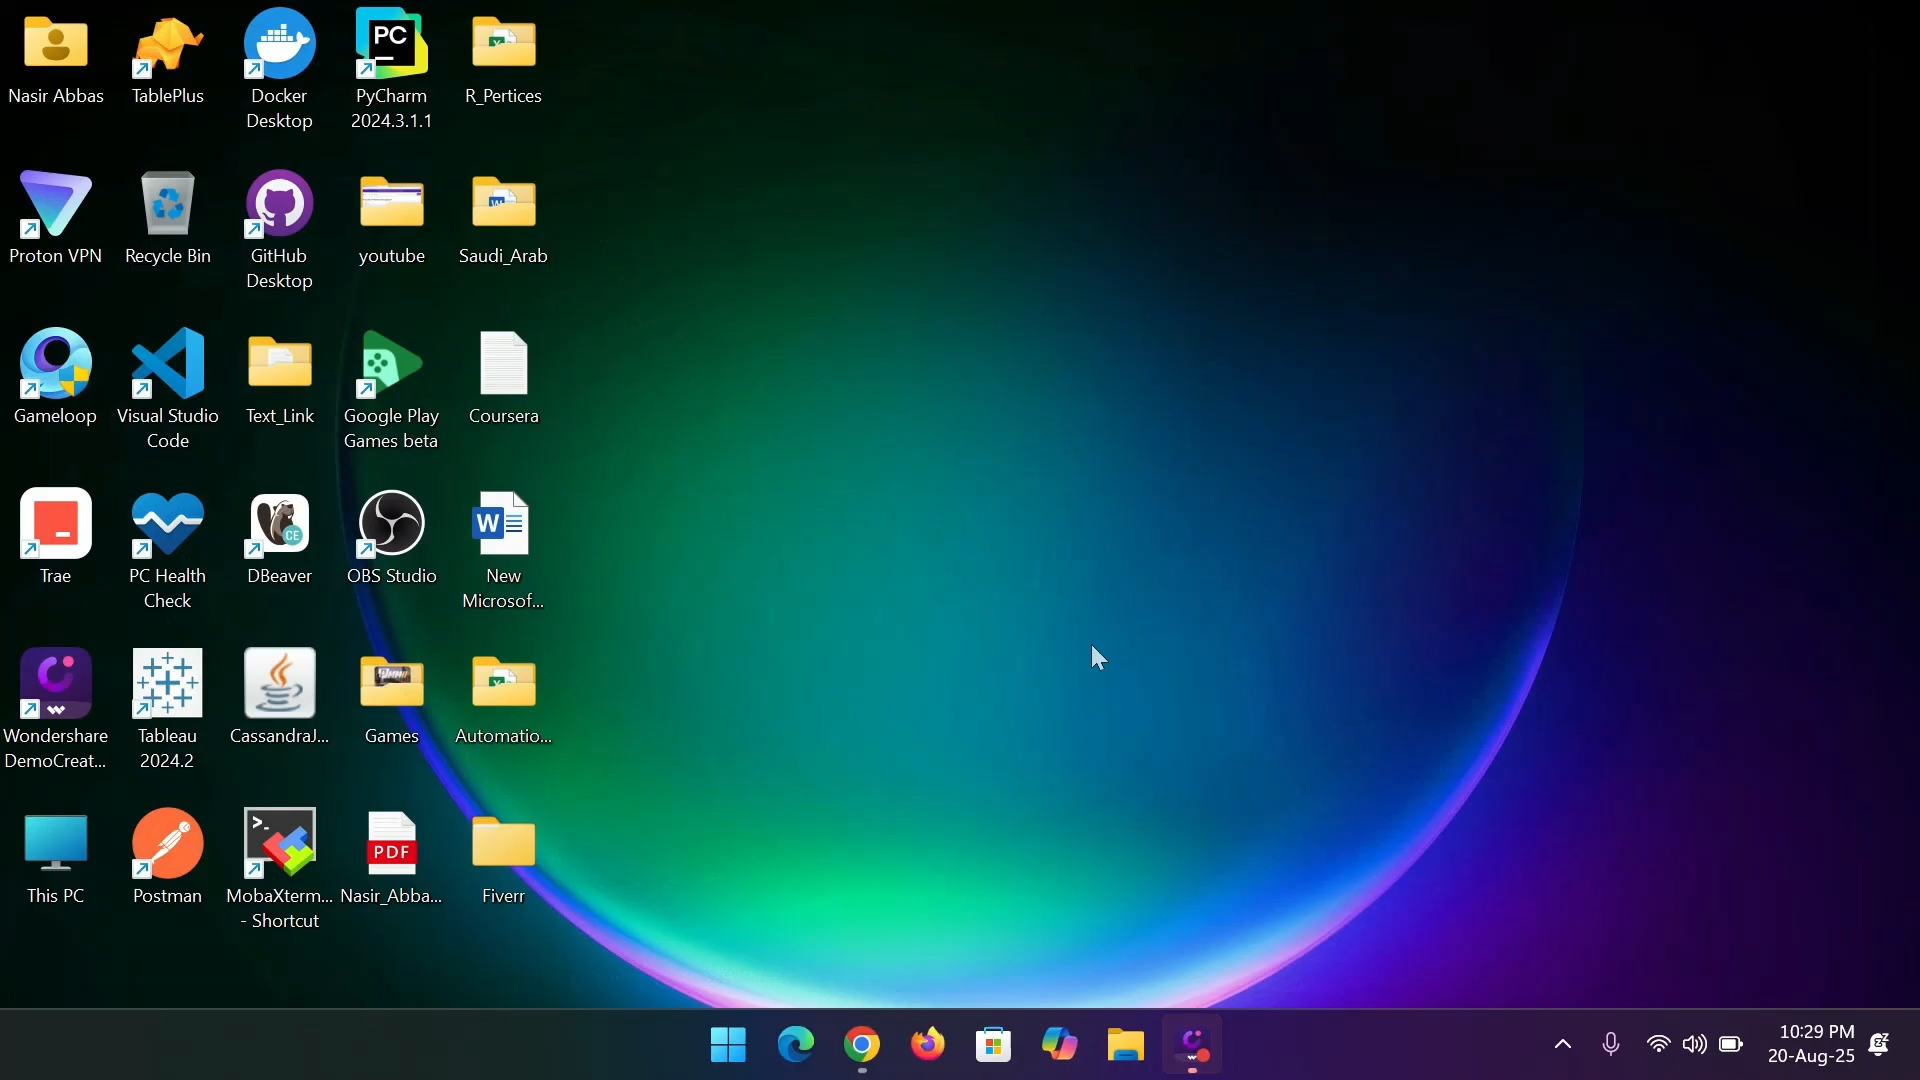 Nasir Abbas
TablePlus
Docker
Desktop
PC
PyCharm
2024.3.1.1
R_Pertices
Proton VPN
Recycle Bin
GitHub
Desktop
youtube
Saudi_Arab
Gameloop
Visual Studio
Code
Text_Link
Google Play
Games beta
Coursera
Trae
PC Health
Check
CE
DBeaver
OBS Studio
W
New
Microsof...
Wondershare
DemoCreat...
Tableau
2024.2
CassandraJ...
Games
Automatio...
This PC
Postman
>_
MobaXterm...
- Shortcut
PDF
Nasir_Abba...
Fiverr
10:29 PM
20-Aug-25